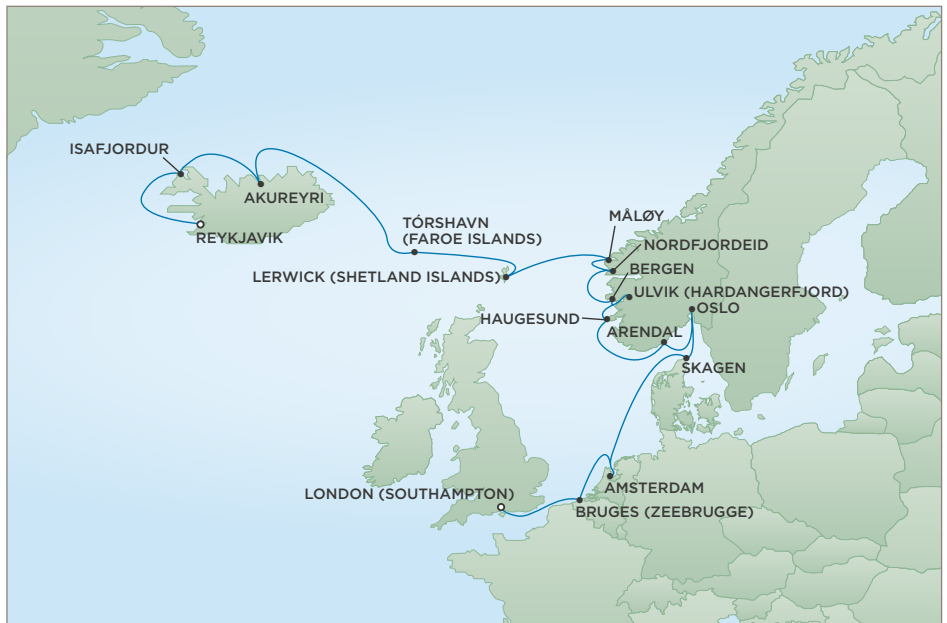 ISAFJORDUR
AKUREYRI
REYKJAVIK
TÓRSHAVN
(FAROE ISLANDS)
LERWICK (SHETLAND ISLANDS)
MÅLØY
NORDFJORDEID
BERGEN
ULVIK (HARDANGERFJORD)
OSLO
HAUGESUND
ARENDAL
SKAGEN
AMSTERDAM
LONDON (SOUTHAMPTON)
BRUGES (ZEEBRUGGE)